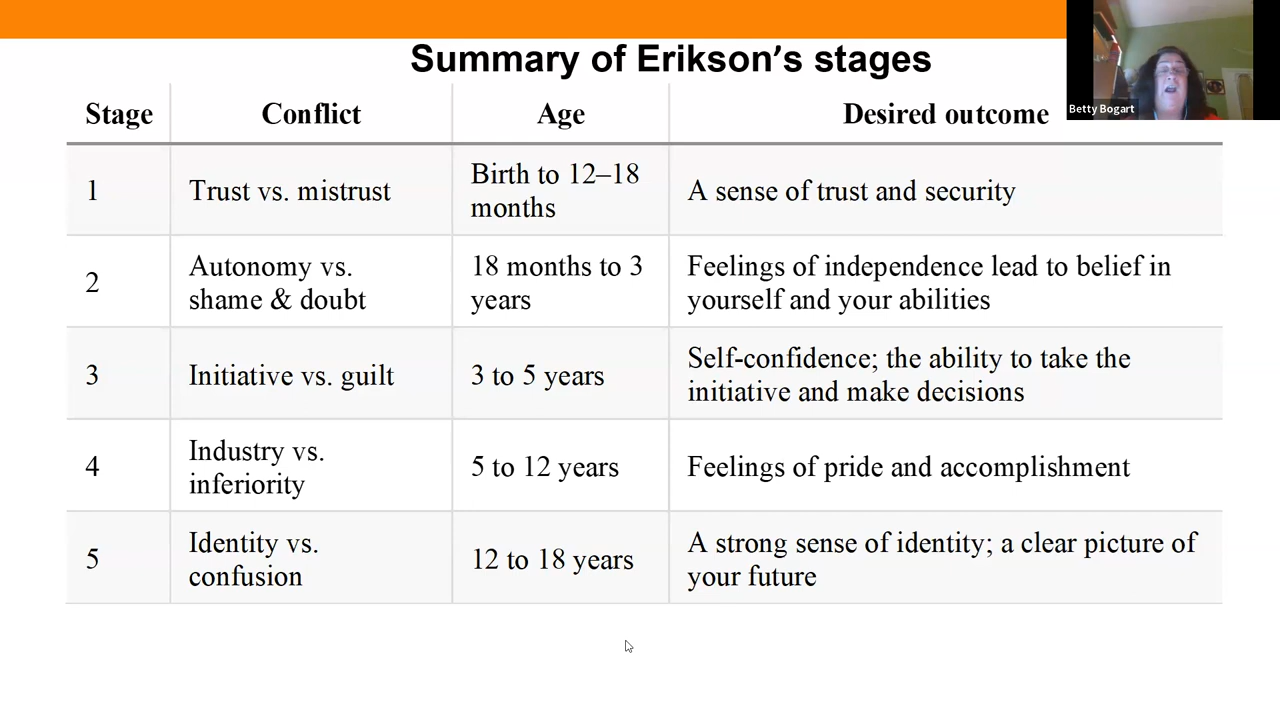 Summary of Erikson’s stages
Betty Bogart
Stage Conflict Age Desired outcome
1 Trust vs. mistrust Birth to 12–18 months A sense of trust and security
2 Autonomy vs. shame & doubt 18 months to 3 years Feelings of independence lead to belief in yourself and your abilities
3 Initiative vs. guilt 3 to 5 years Self-confidence; the ability to take the initiative and make decisions
4 Industry vs. inferiority 5 to 12 years Feelings of pride and accomplishment
5 Identity vs. confusion 12 to 18 years A strong sense of identity; a clear picture of your future